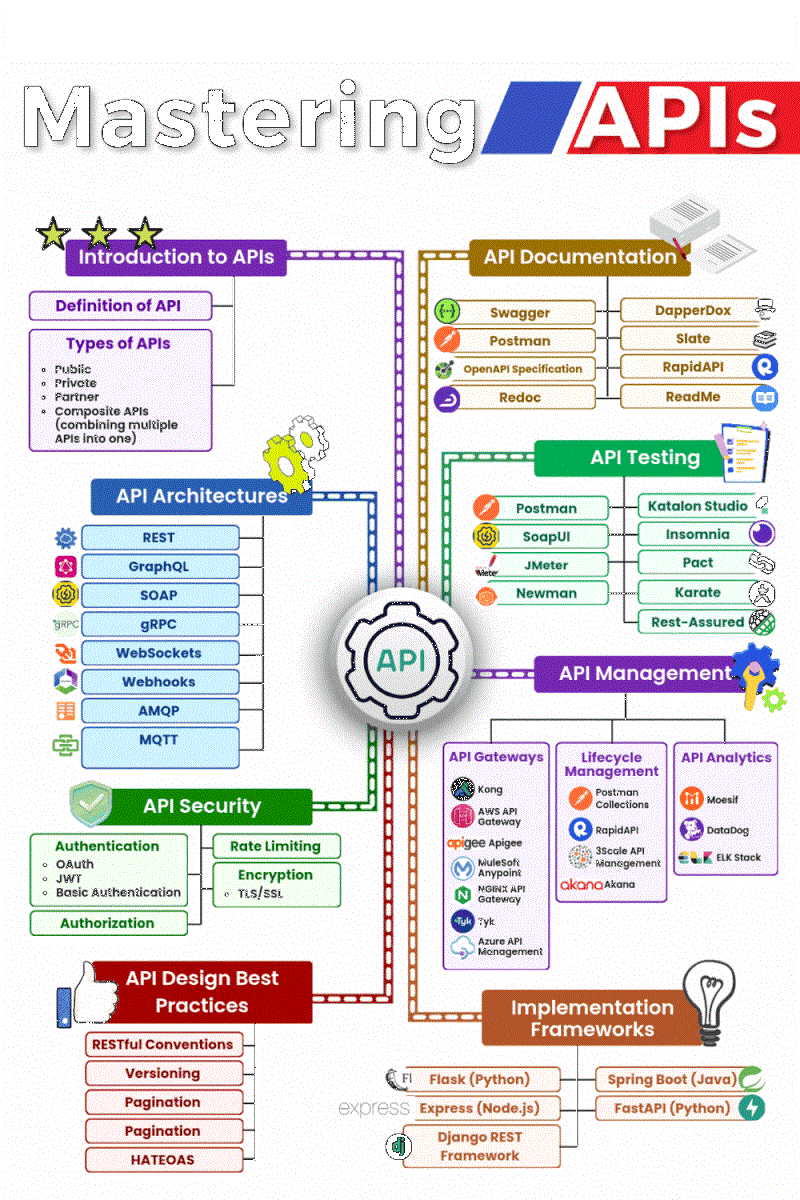 Mastering APIs
Introduction to APIs
Definition of API
Types of APIs
Public
Private
Partner
Composite APIs
(combining multiple
APIs into one)
API Architectures
REST
GraphQL
SOAP
gRPC
gRPC
WebSockets
Webhooks
AMQP
MQTT
API Security
Authentication
OAuth
JWT
Basic Authentication
Authorization
Rate Limiting
Encryption
TLS/SSL
API Design Best
Practices
RESTful Conventions
Versioning
Pagination
Pagination
HATEOAS
API
API Documentation
Swagger
Postman
OpenAPI Specification
Redoc
DapperDox
Slate
RapidAPI
ReadMe
API Testing
Postman
SoapUI
Meter
JMeter
Newman
Katalon Studio
Insomnia
Pact
Karate
Rest-Assured
API Management
API Gateways
Kong
AWS API
Gateway
apigee Apigee
MuleSoft
Anypoint
NGINX API
Gateway
Tyk Tyk
Azure API
Management
Lifecycle
Management
Postman
Collections
RapidAPI
3Scale API
Management
akana Akana
API Analytics
Moesif
DataDog
ELK Stack
Implementation
Frameworks
Flask (Python)
express Express (Node.js)
dj Django REST
Framework
Spring Boot (Java)
FastAPI (Python)